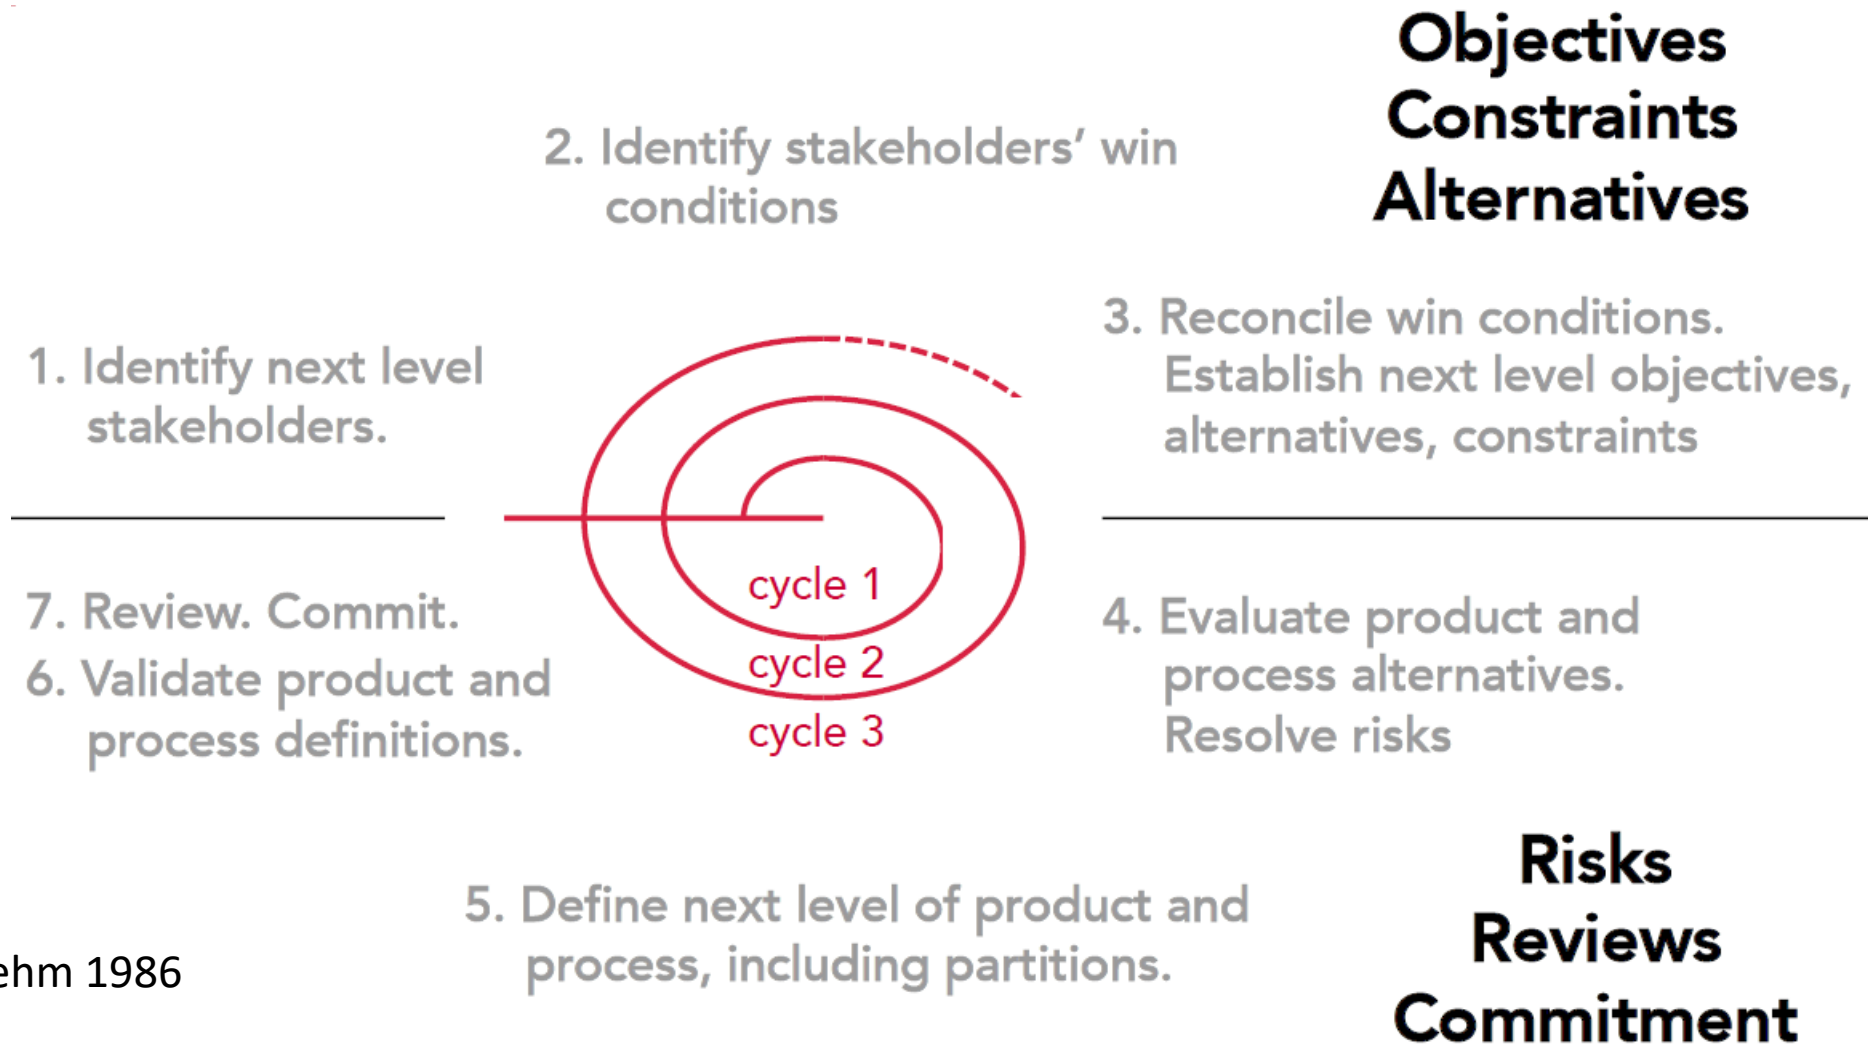 Objectives
Constraints
Alternatives
2. Identify stakeholders’ win
conditions
3. Reconcile win conditions.
Establish next level objectives,
alternatives, constraints
1. Identify next level
stakeholders.
cycle 1
cycle 2
cycle 3
7. Review. Commit.
6. Validate product and
process definitions.
4. Evaluate product and
process alternatives.
Resolve risks
5. Define next level of product and
process, including partitions.
Risks
Reviews
Commitment
ehm 1986